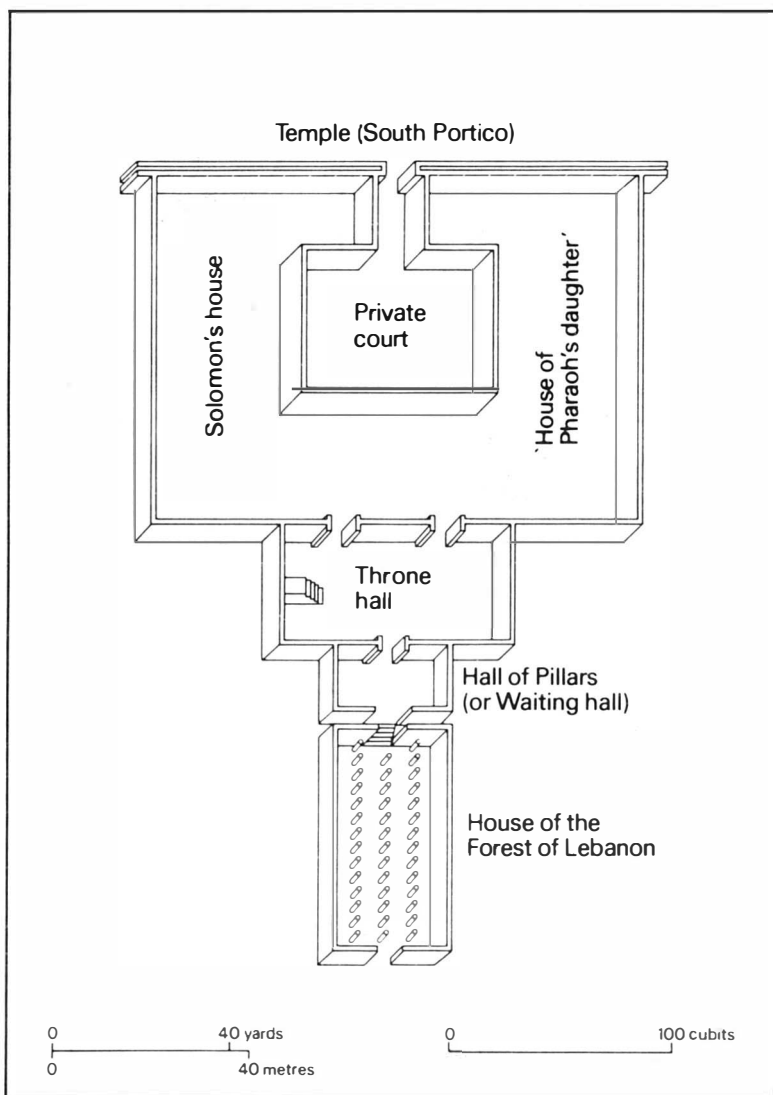 Temple (South Portico)
Solomon's house
Private
court
'House of
Pharaoh's daughter'
Throne
hall
Hall of Pillars
(or Waiting hall)
House of the
Forest of Lebanon
0 40 yards
0 40 metres
0 100 cubits